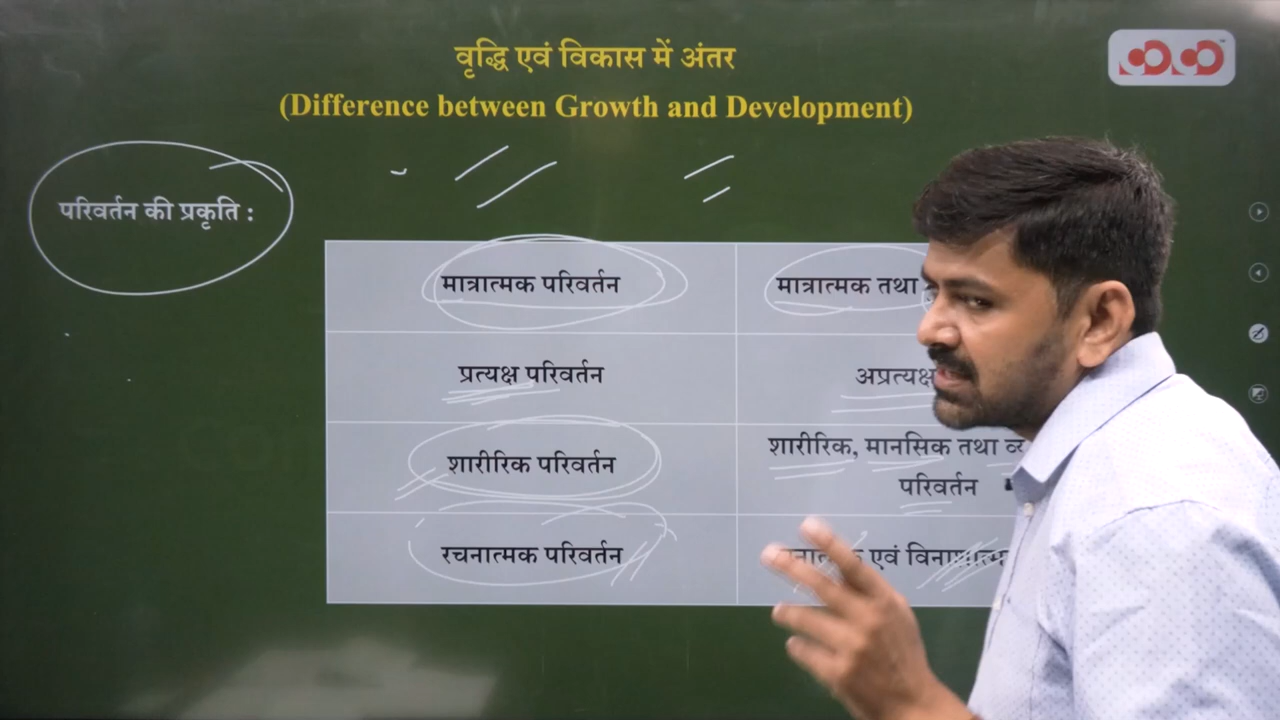 वृद्धि एवं विकास में अंतर
(Difference between Growth and Development)
परिवर्तन की प्रकृति :
मात्रात्मक परिवर्तन
मात्रात्मक तथा
प्रत्यक्ष परिवर्तन
अप्रत्यक्ष
शारीरिक परिवर्तन
शारीरिक, मानसिक तथा
परिवर्तन
रचनात्मक परिवर्तन
एवं